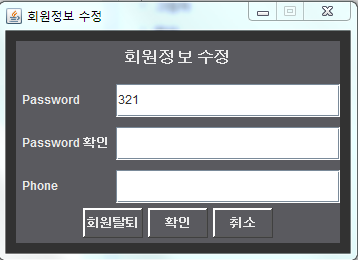 회원정보 수정
회원정보 수정
Password 321
Password 확인
Phone
회원탈퇴 확인 취소